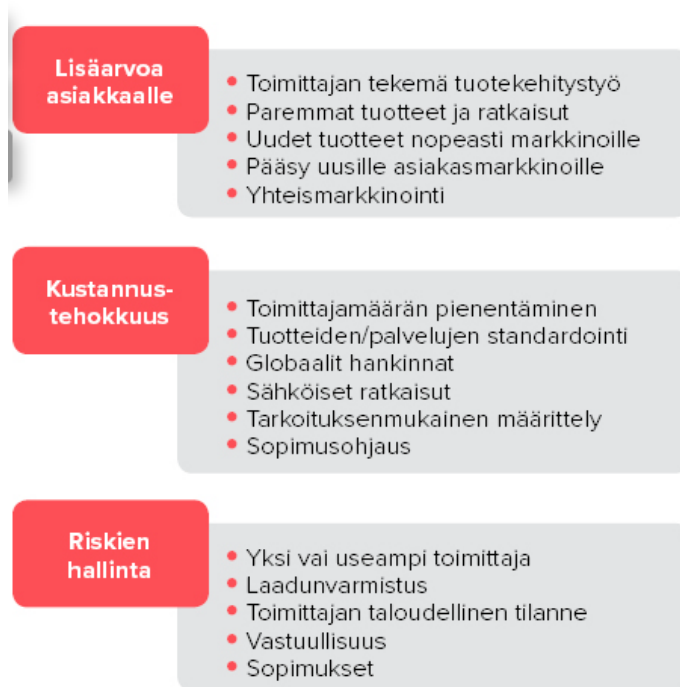 Lisäarvoa
asiakkaalle
• Toimittajan tekemä tuotekehitystyö
• Paremmat tuotteet ja ratkaisut
• Uudet tuotteet nopeasti markkinoille
• Pääsy uusille asiakasmarkkinoille
• Yhteismarkkinointi
Kustannus-
tehokkuus
• Toimittajamäärän pienentäminen
• Tuotteiden/palvelujen standardointi
• Globaalit hankinnat
• Sähköiset ratkaisut
• Tarkoituksenmukainen määrittely
• Sopimusohjaus
Riskien
hallinta
• Yksi vai useampi toimittaja
• Laadunvarmistus
• Toimittajan taloudellinen tilanne
• Vastuullisuus
• Sopimukset